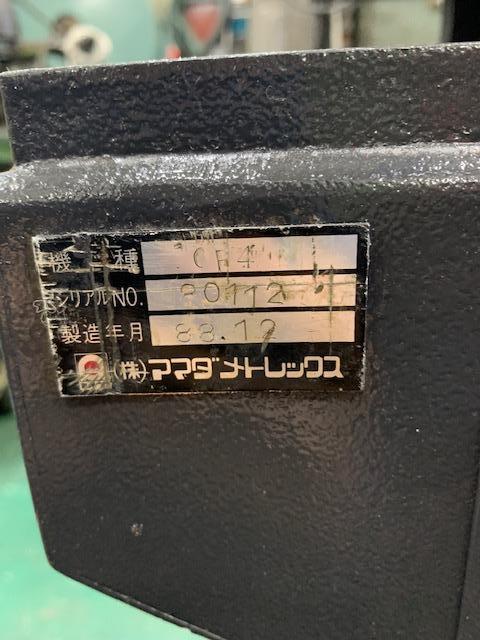 機種
シリアルNO. 80112
製造年月 88.12
(株)アマダメトレックス